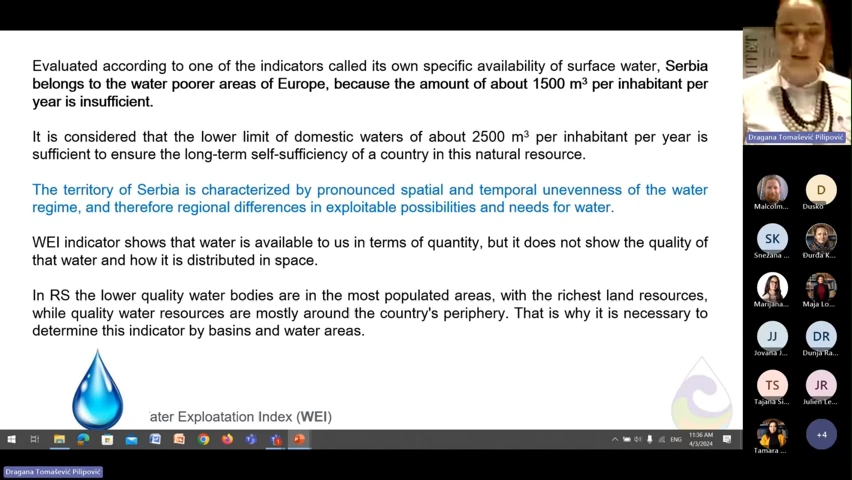 Evaluated according to one of the indicators called its own specific availability of surface water, Serbia
belongs to the water poorer areas of Europe, because the amount of about 1500 m³ per inhabitant per
year is insufficient.
It is considered that the lower limit of domestic waters of about 2500 m³ per inhabitant per year is
sufficient to ensure the long-term self-sufficiency of a country in this natural resource.
The territory of Serbia is characterized by pronounced spatial and temporal unevenness of the water
regime, and therefore regional differences in exploitable possibilities and needs for water.
WEI indicator shows that water is available to us in terms of quantity, but it does not show the quality of
that water and how it is distributed in space.
In RS the lower quality water bodies are in the most populated areas, with the richest land resources,
while quality water resources are mostly around the country's periphery. That is why it is necessary to
determine this indicator by basins and water areas.
ater Exploatation Index (WEI)
ENG
11:36 AM
4/3/2024
Dragana Tomašević Pilipović
Dragana Tomašević Pilipović
Malcolm...
D
Dusko
SK
Snezana ...
Đurđa K...
Marijana...
Maja Lo...
JJ
Jovana J...
DR
Dunja Ra...
TS
Tajana Si...
JR
Julien Le...
Tamara ...
+4